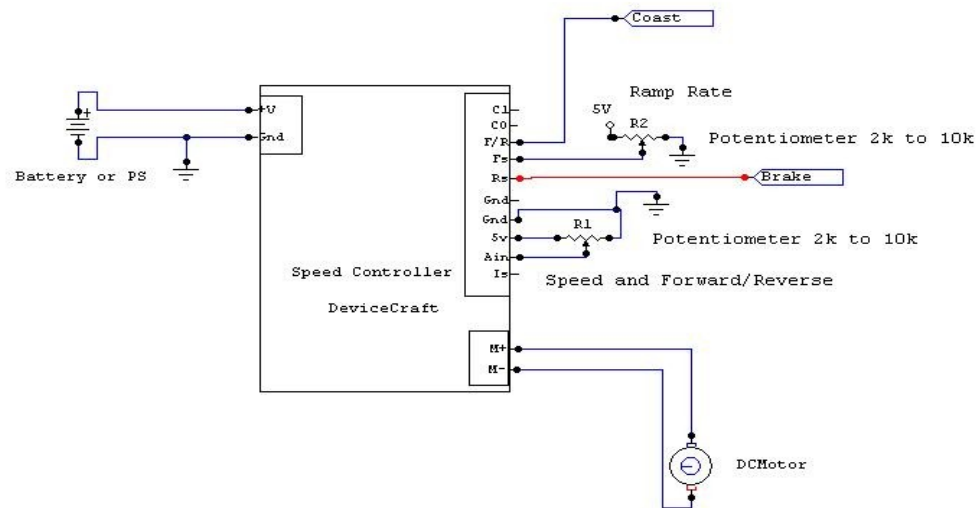 Coast
Ramp Rate
5V
R2
Potentiometer 2k to 10k
+
+V
Gnd
Battery or PS
C1
C0
F/R
Fs
Rs
Gnd
Gnd
5v
Ain
Is
Brake
R1
Potentiometer 2k to 10k
Speed and Forward/Reverse
Speed Controller
DeviceCraft
M+
M-
DCMotor